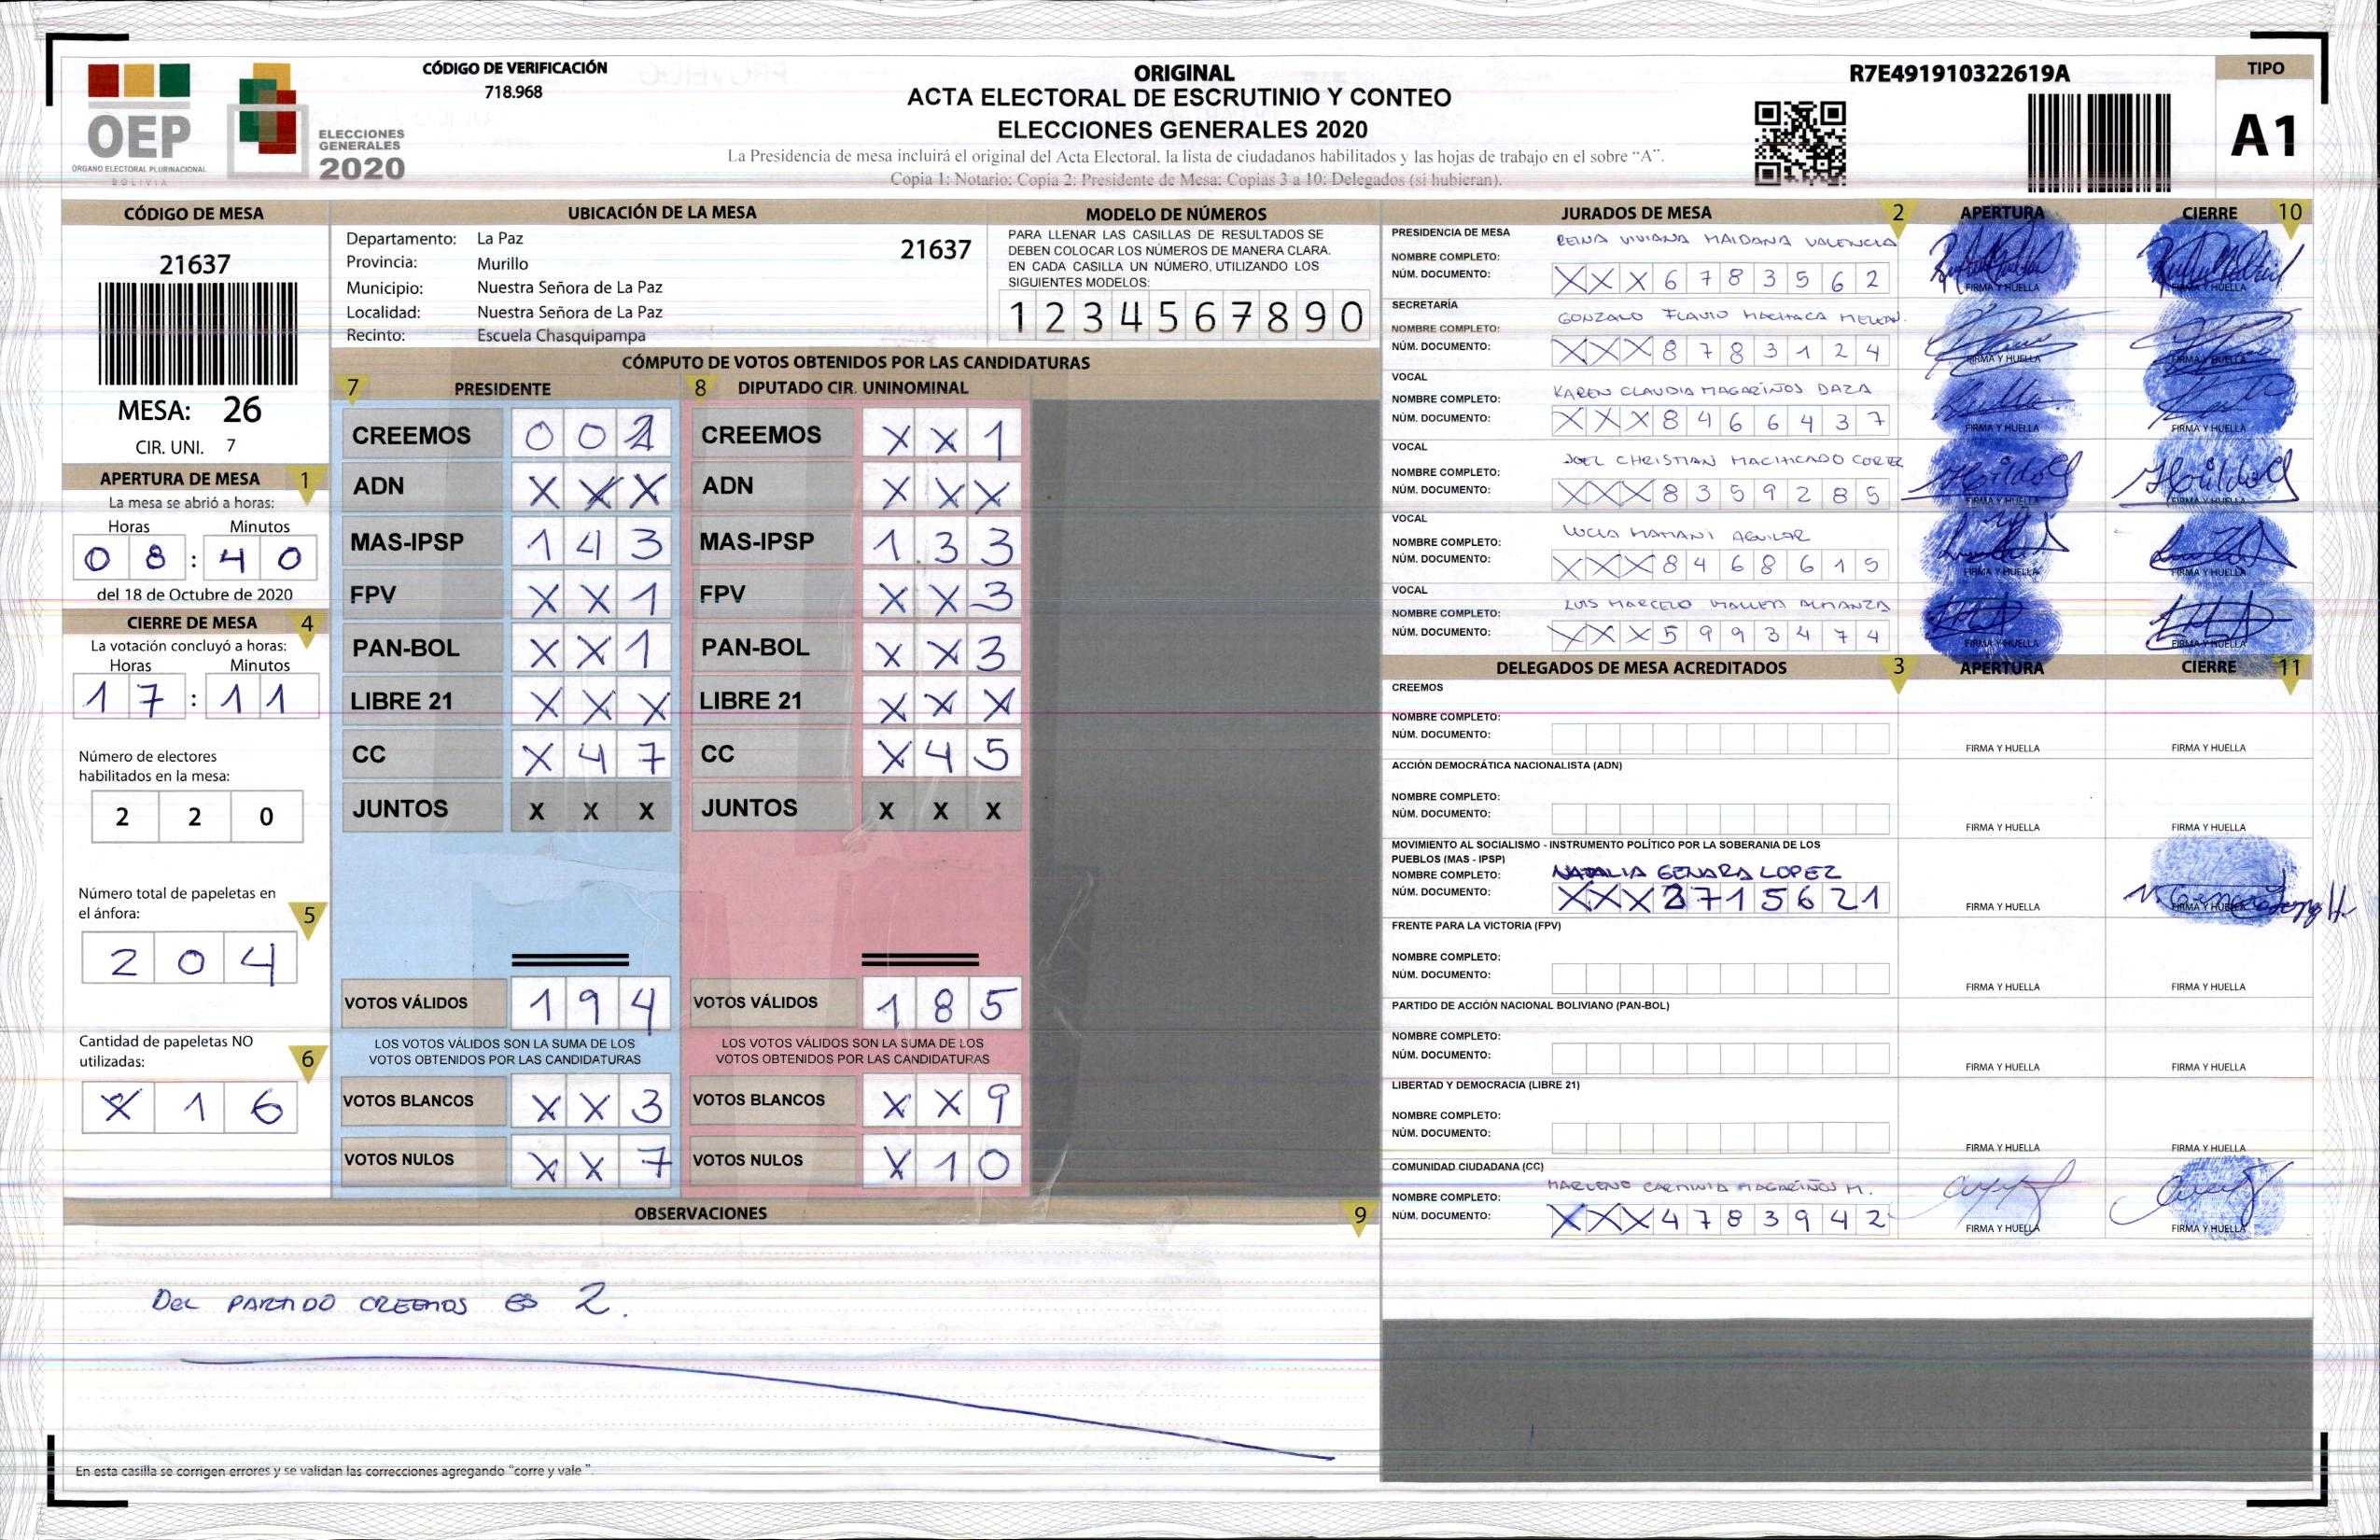 CÓDIGO DE VERIFICACIÓN
718.968
OEP
ÓRGANO ELECTORAL PLURINACIONAL
BOLIVIA
ELECCIONES
GENERALES
2020
ORIGINAL
ACTA ELECTORAL DE ESCRUTINIO Y CONTEO
ELECCIONES GENERALES 2020
La Presidencia de mesa incluirá el original del Acta Electoral, la lista de ciudadanos habilitados y las hojas de trabajo en el sobre “A”.
Copia 1: Notario; Copia 2: Presidente de Mesa; Copias 3 a 10: Delegados (si hubieran).
R7E491910322619A
TIPO
A1
CÓDIGO DE MESA
21637
MESA: 26
CIR. UNI. 7
APERTURA DE MESA 1
La mesa se abrió a horas:
Horas Minutos
0 8 : 4 0
del 18 de Octubre de 2020
CIERRE DE MESA 4
La votación concluyó a horas:
Horas Minutos
1 7 : 1 1
Número de electores
habilitados en la mesa:
2 2 0
Número total de papeletas en
el ánfora: 5
2 0 4
Cantidad de papeletas NO
utilizadas: 6
X 1 6
UBICACIÓN DE LA MESA
Departamento: La Paz 21637
Provincia: Murillo
Municipio: Nuestra Señora de La Paz
Localidad: Nuestra Señora de La Paz
Recinto: Escuela Chasquipampa
MODELO DE NÚMEROS
PARA LLENAR LAS CASILLAS DE RESULTADOS SE
DEBEN COLOCAR LOS NÚMEROS DE MANERA CLARA.
EN CADA CASILLA UN NÚMERO, UTILIZANDO LOS
SIGUIENTES MODELOS:
1 2 3 4 5 6 7 8 9 0
CÓMPUTO DE VOTOS OBTENIDOS POR LAS CANDIDATURAS
7 PRESIDENTE 8 DIPUTADO CIR. UNINOMINAL
CREEMOS 0 0 2 CREEMOS X X 1
ADN X X X ADN X X X
MAS-IPSP 1 4 3 MAS-IPSP 1 3 3
FPV X X 1 FPV X X 3
PAN-BOL X X 1 PAN-BOL X X 3
LIBRE 21 X X X LIBRE 21 X X X
CC X 4 7 CC X 4 5
JUNTOS X X X JUNTOS X X X
VOTOS VÁLIDOS 1 9 4 VOTOS VÁLIDOS 1 8 5
LOS VOTOS VÁLIDOS SON LA SUMA DE LOS LOS VOTOS VÁLIDOS SON LA SUMA DE LOS
VOTOS OBTENIDOS POR LAS CANDIDATURAS VOTOS OBTENIDOS POR LAS CANDIDATURAS
VOTOS BLANCOS X X 3 VOTOS BLANCOS X X 9
VOTOS NULOS X X 7 VOTOS NULOS X 1 0
OBSERVACIONES 9
DEL PARTIDO CREEMOS ES 2.
En esta casilla se corrigen errores y se validan las correcciones agregando “corre y vale ”.
JURADOS DE MESA 2 APERTURA CIERRE 10
PRESIDENCIA DE MESA REINA VIVIANA MAIDANA VALENCIA
NOMBRE COMPLETO:
NÚM. DOCUMENTO: X X X 6 7 8 3 5 6 2 FIRMA Y HUELLA FIRMA Y HUELLA
SECRETARÍA GONZALO FLAVIO MACHACA
NOMBRE COMPLETO:
NÚM. DOCUMENTO: X X X 8 7 8 3 1 2 4 FIRMA Y HUELLA FIRMA Y HUELLA
VOCAL KAREN CLAUDIA MAGARIÑOS DAZA
NOMBRE COMPLETO:
NÚM. DOCUMENTO: X X X 8 4 6 6 4 3 7 FIRMA Y HUELLA FIRMA Y HUELLA
VOCAL JOEL CHRISTIAN MACHICADO CORTEZ
NOMBRE COMPLETO:
NÚM. DOCUMENTO: X X X 8 3 5 9 2 8 5 FIRMA Y HUELLA FIRMA Y HUELLA
VOCAL LUCIA MAMANI AGUILAR
NOMBRE COMPLETO:
NÚM. DOCUMENTO: X X X 8 4 6 8 6 1 5 FIRMA Y HUELLA FIRMA Y HUELLA
VOCAL LUIS MARCELO ALMANZA
NOMBRE COMPLETO:
NÚM. DOCUMENTO: X X X 5 9 9 3 4 7 4 FIRMA Y HUELLA FIRMA Y HUELLA
DELEGADOS DE MESA ACREDITADOS 3 APERTURA CIERRE 11
CREEMOS
NOMBRE COMPLETO:
NÚM. DOCUMENTO: FIRMA Y HUELLA FIRMA Y HUELLA
ACCIÓN DEMOCRÁTICA NACIONALISTA (ADN)
NOMBRE COMPLETO:
NÚM. DOCUMENTO: FIRMA Y HUELLA FIRMA Y HUELLA
MOVIMIENTO AL SOCIALISMO - INSTRUMENTO POLÍTICO POR LA SOBERANIA DE LOS
PUEBLOS (MAS - IPSP)
NOMBRE COMPLETO: NATALIA GENARA LOPEZ
NÚM. DOCUMENTO: X X X 2 7 1 5 6 2 1 FIRMA Y HUELLA FIRMA Y HUELLA
FRENTE PARA LA VICTORIA (FPV)
NOMBRE COMPLETO:
NÚM. DOCUMENTO: FIRMA Y HUELLA FIRMA Y HUELLA
PARTIDO DE ACCIÓN NACIONAL BOLIVIANO (PAN-BOL)
NOMBRE COMPLETO:
NÚM. DOCUMENTO: FIRMA Y HUELLA FIRMA Y HUELLA
LIBERTAD Y DEMOCRACIA (LIBRE 21)
NOMBRE COMPLETO:
NÚM. DOCUMENTO: FIRMA Y HUELLA FIRMA Y HUELLA
COMUNIDAD CIUDADANA (CC)
NOMBRE COMPLETO: MARLENE CARMINIA MAGARIÑOS M.
NÚM. DOCUMENTO: X X X 4 7 8 3 9 4 2 FIRMA Y HUELLA FIRMA Y HUELLA